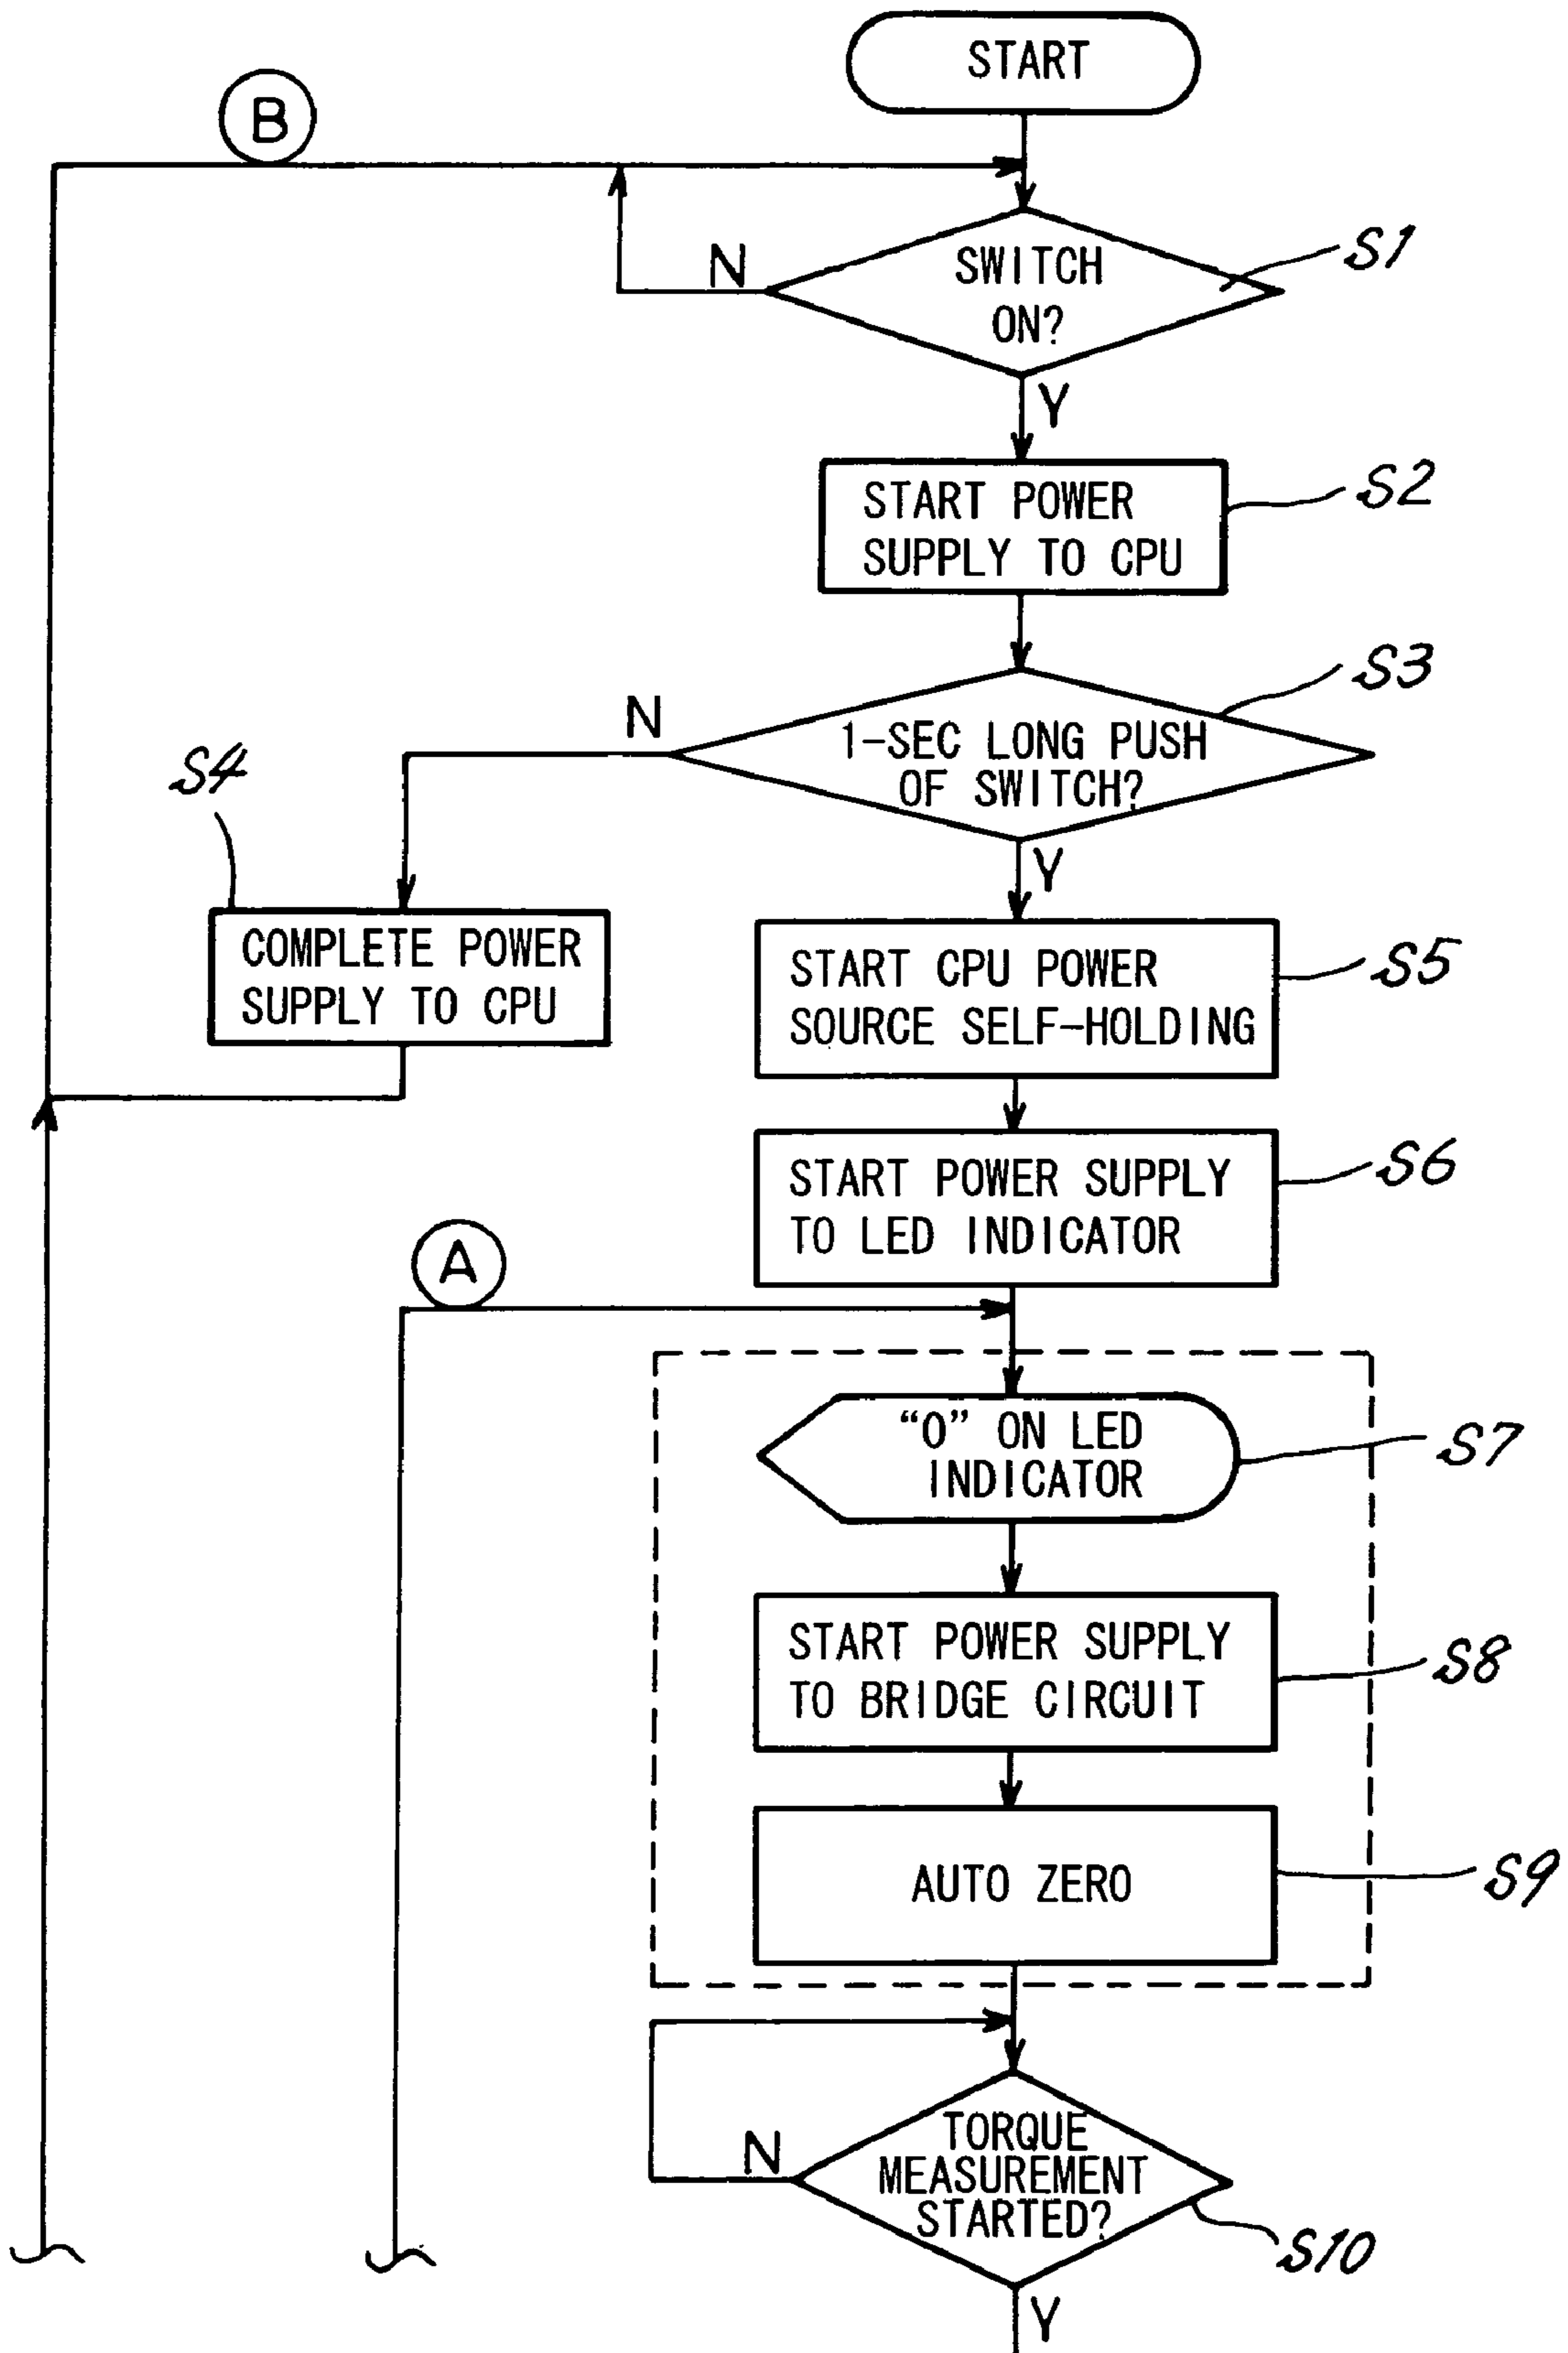 START
B
SWITCH
ON?
S1
N
Y
START POWER
SUPPLY TO CPU
S2
1-SEC LONG PUSH
OF SWITCH?
S3
N
Y
S4
COMPLETE POWER
SUPPLY TO CPU
START CPU POWER
SOURCE SELF-HOLDING
S5
START POWER SUPPLY
TO LED INDICATOR
S6
A
“0” ON LED
INDICATOR
S7
START POWER SUPPLY
TO BRIDGE CIRCUIT
S8
AUTO ZERO
S9
TORQUE
MEASUREMENT
STARTED?
S10
N
Y